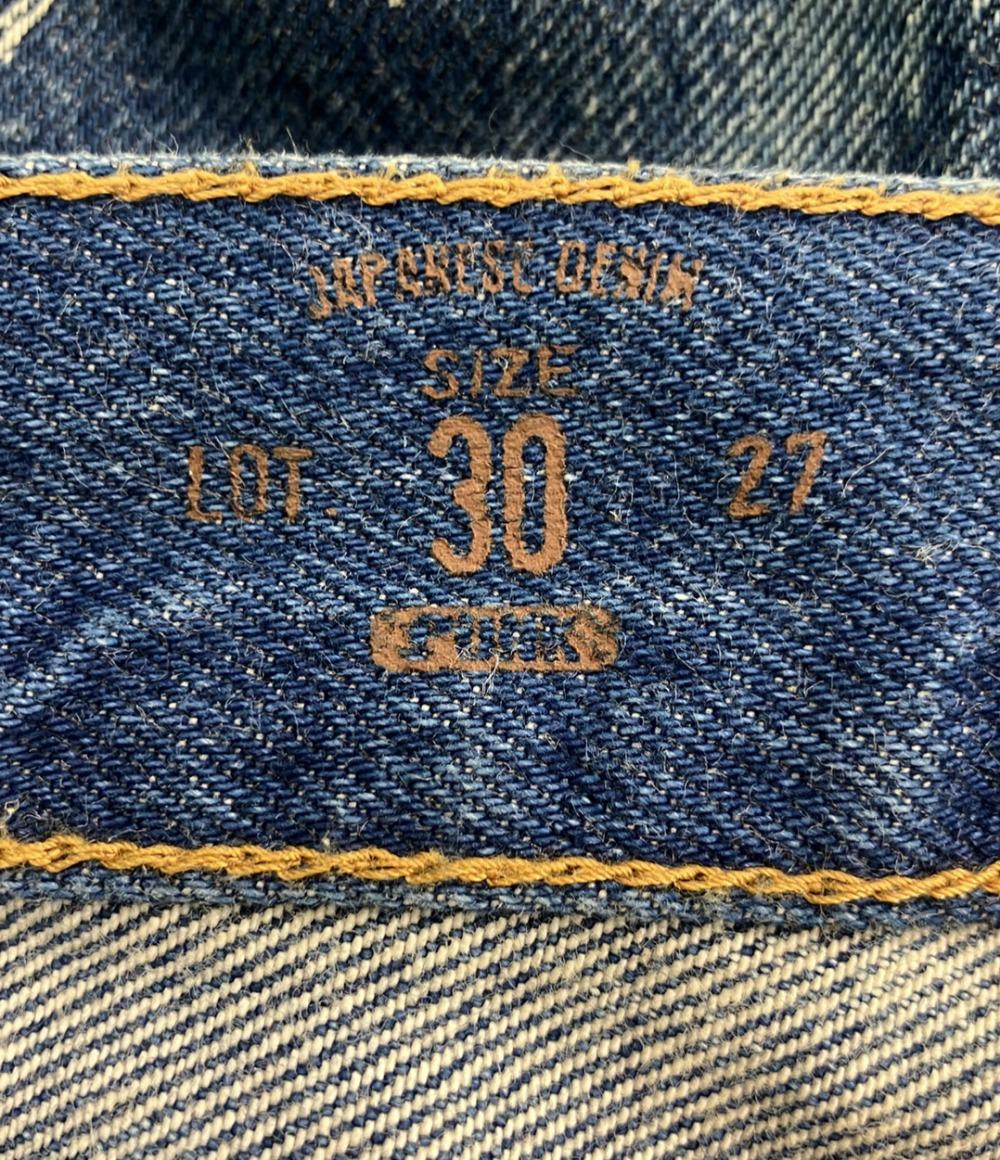 JAPANESE DENIM
SIZE
LOT. 30 27